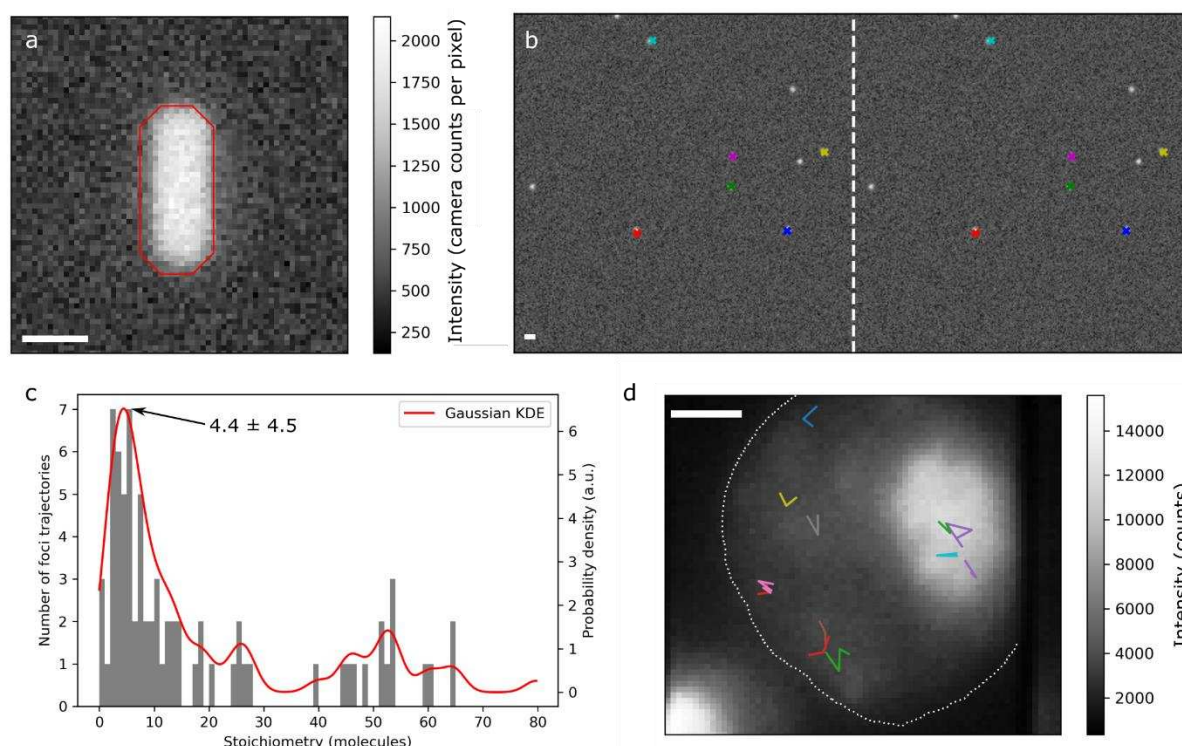 a
2000
1750
1500
1250
1000
750
500
250
Intensity (camera counts per pixel)
b
c
7
6
5
4
3
2
1
0
Number of foci trajectories
4.4 ± 4.5
Gaussian KDE
6
5
4
3
2
1
0
Probability density (a.u.)
0 10 20 30 40 50 60 70 80
Stoichiometry (molecules)
d
14000
12000
10000
8000
6000
4000
2000
Intensity (counts)